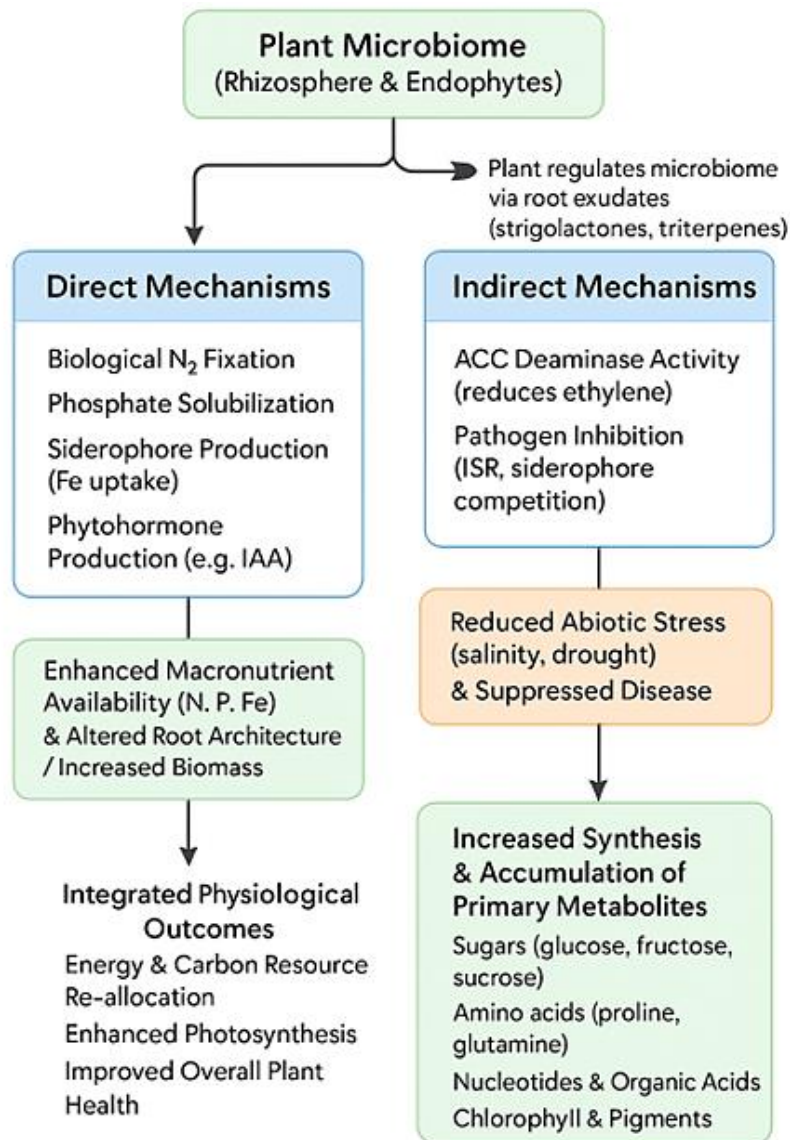 Plant Microbiome
(Rhizosphere & Endophytes)
Plant regulates microbiome
via root exudates
(strigolactones, triterpenes)
Direct Mechanisms
Biological N₂ Fixation
Phosphate Solubilization
Siderophore Production
(Fe uptake)
Phytohormone
Production (e.g. IAA)
Enhanced Macronutrient
Availability (N. P. Fe)
& Altered Root Architecture
/ Increased Biomass
Integrated Physiological
Outcomes
Energy & Carbon Resource
Re-allocation
Enhanced Photosynthesis
Improved Overall Plant
Health
Indirect Mechanisms
ACC Deaminase Activity
(reduces ethylene)
Pathogen Inhibition
(ISR, siderophore
competition)
Reduced Abiotic Stress
(salinity, drought)
& Suppressed Disease
Increased Synthesis
& Accumulation of
Primary Metabolites
Sugars (glucose, fructose,
sucrose)
Amino acids (proline,
glutamine)
Nucleotides & Organic Acids
Chlorophyll & Pigments